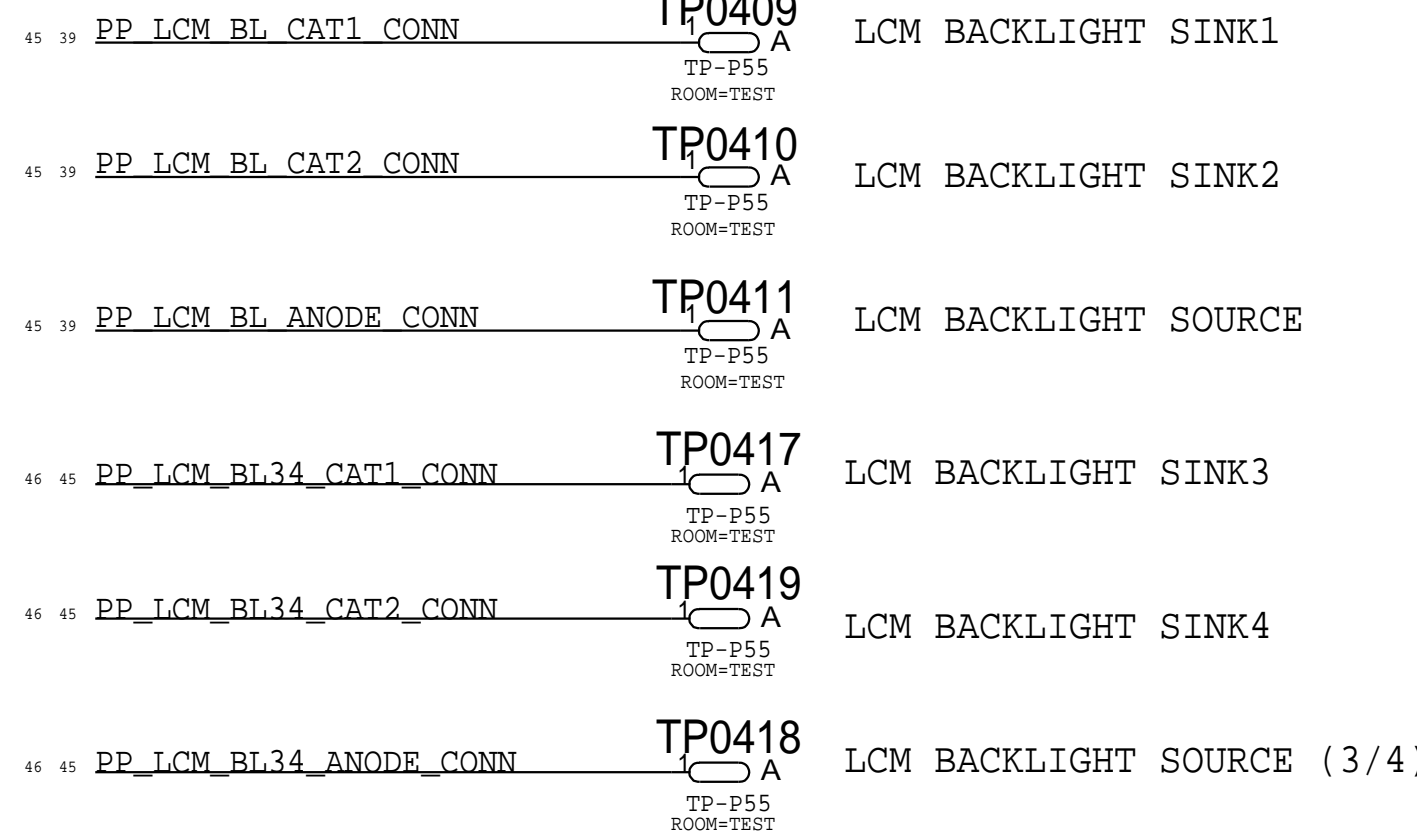 TP0409
45 39 PP_LCM_BL_CAT1_CONN 1 A LCM BACKLIGHT SINK1
TP-P55
ROOM=TEST
TP0410
45 39 PP_LCM_BL_CAT2_CONN 1 A LCM BACKLIGHT SINK2
TP-P55
ROOM=TEST
TP0411
45 39 PP_LCM_BL_ANODE_CONN 1 A LCM BACKLIGHT SOURCE
TP-P55
ROOM=TEST
TP0417
46 45 PP_LCM_BL34_CAT1_CONN 1 A LCM BACKLIGHT SINK3
TP-P55
ROOM=TEST
TP0419
46 45 PP_LCM_BL34_CAT2_CONN 1 A LCM BACKLIGHT SINK4
TP-P55
ROOM=TEST
TP0418
46 45 PP_LCM_BL34_ANODE_CONN 1 A LCM BACKLIGHT SOURCE (3/4)
TP-P55
ROOM=TEST